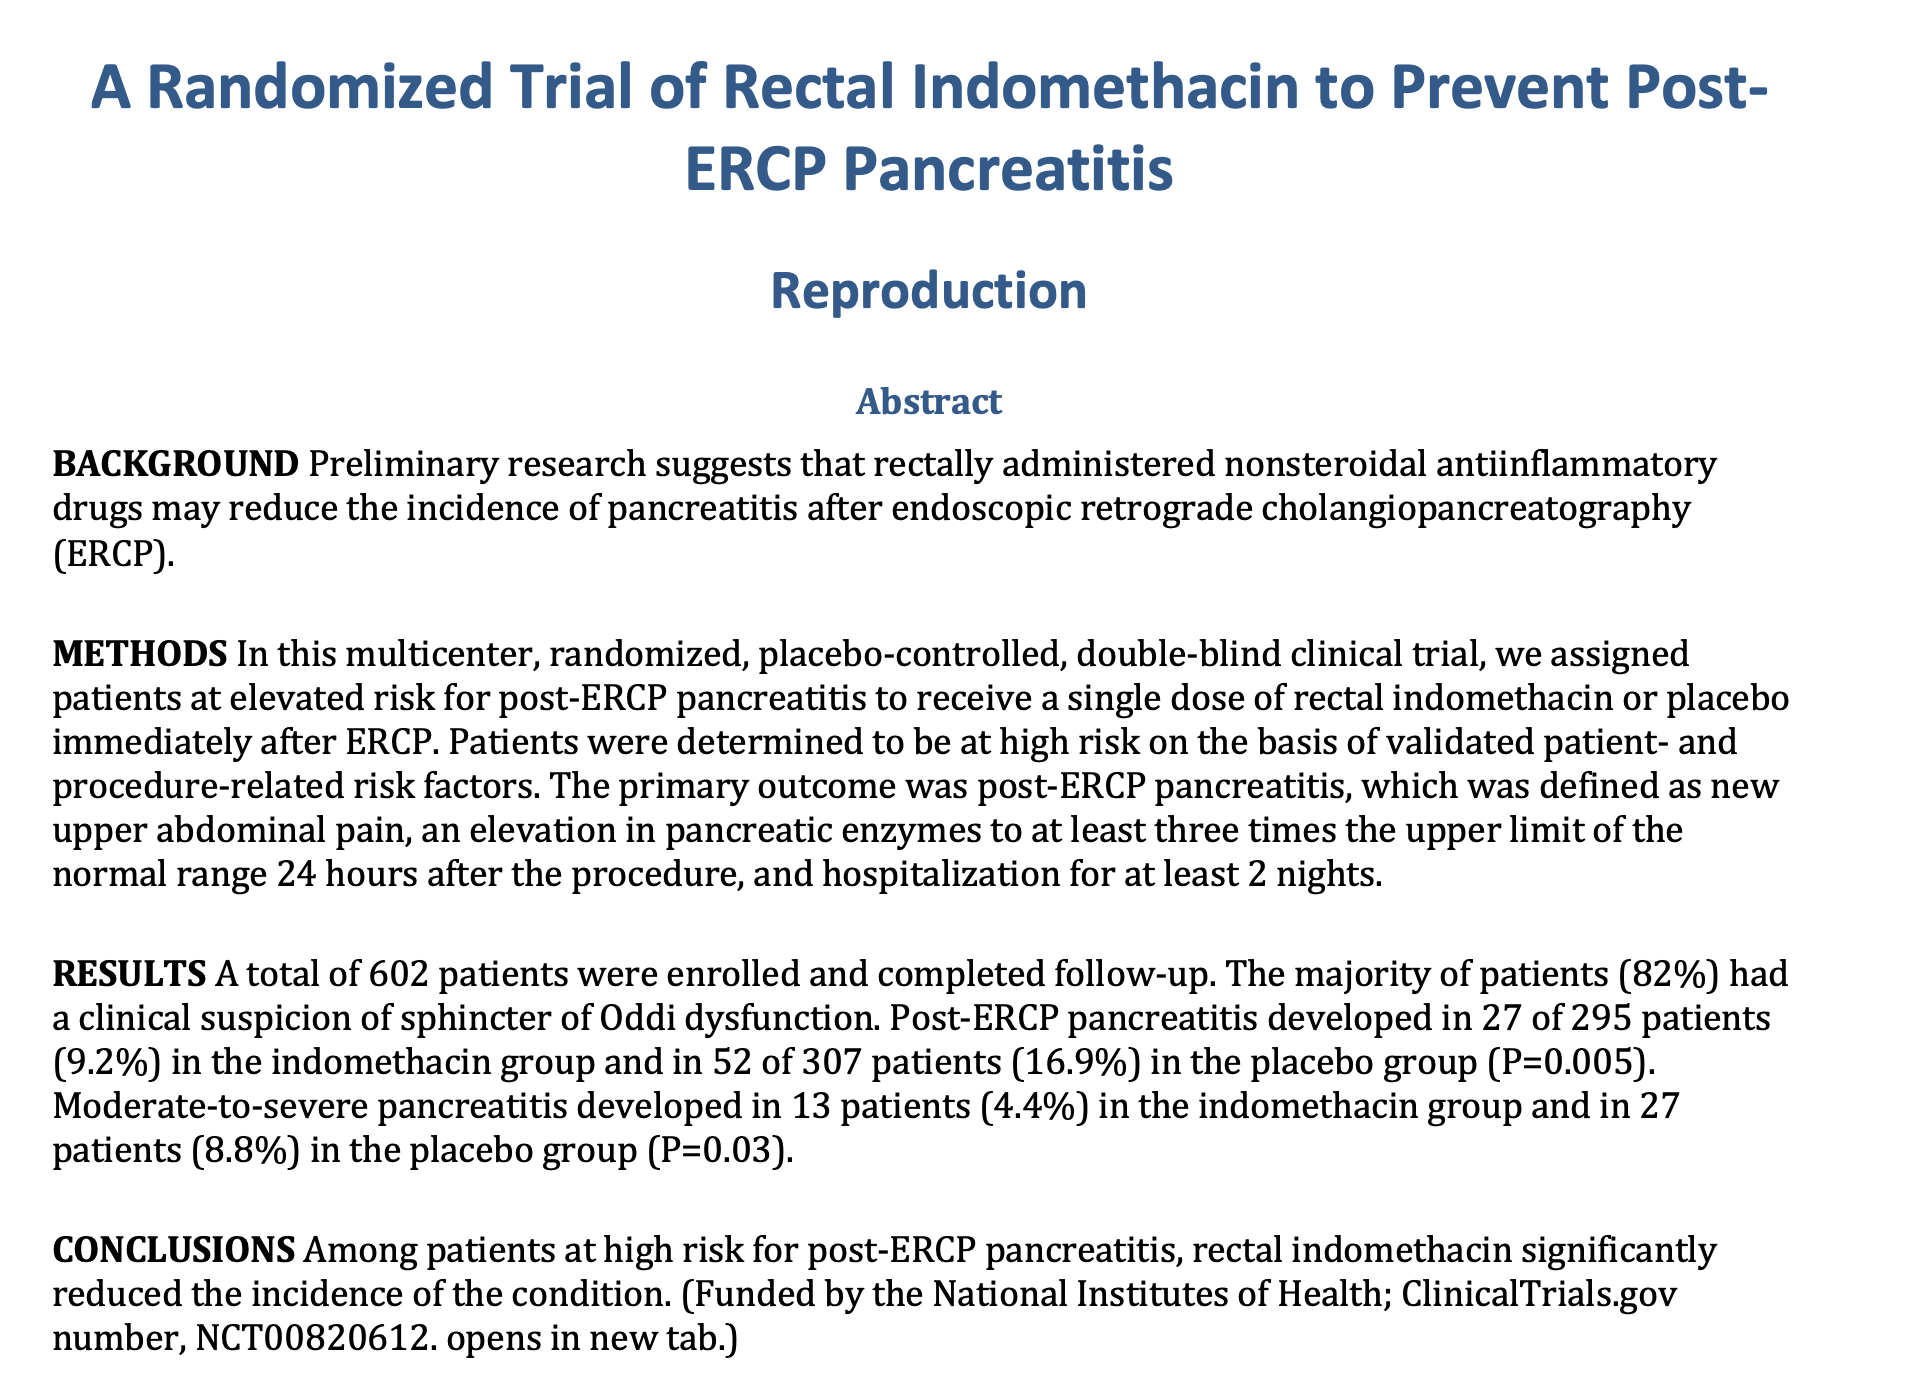 A Randomized Trial of Rectal Indomethacin to Prevent Post-
ERCP Pancreatitis
Reproduction
Abstract
BACKGROUND Preliminary research suggests that rectally administered nonsteroidal antiinflammatory
drugs may reduce the incidence of pancreatitis after endoscopic retrograde cholangiopancreatography
(ERCP).
METHODS In this multicenter, randomized, placebo-controlled, double-blind clinical trial, we assigned
patients at elevated risk for post-ERCP pancreatitis to receive a single dose of rectal indomethacin or placebo
immediately after ERCP. Patients were determined to be at high risk on the basis of validated patient- and
procedure-related risk factors. The primary outcome was post-ERCP pancreatitis, which was defined as new
upper abdominal pain, an elevation in pancreatic enzymes to at least three times the upper limit of the
normal range 24 hours after the procedure, and hospitalization for at least 2 nights.
RESULTS A total of 602 patients were enrolled and completed follow-up. The majority of patients (82%) had
a clinical suspicion of sphincter of Oddi dysfunction. Post-ERCP pancreatitis developed in 27 of 295 patients
(9.2%) in the indomethacin group and in 52 of 307 patients (16.9%) in the placebo group (P=0.005).
Moderate-to-severe pancreatitis developed in 13 patients (4.4%) in the indomethacin group and in 27
patients (8.8%) in the placebo group (P=0.03).
CONCLUSIONS Among patients at high risk for post-ERCP pancreatitis, rectal indomethacin significantly
reduced the incidence of the condition. (Funded by the National Institutes of Health; ClinicalTrials.gov
number, NCT00820612. opens in new tab.)